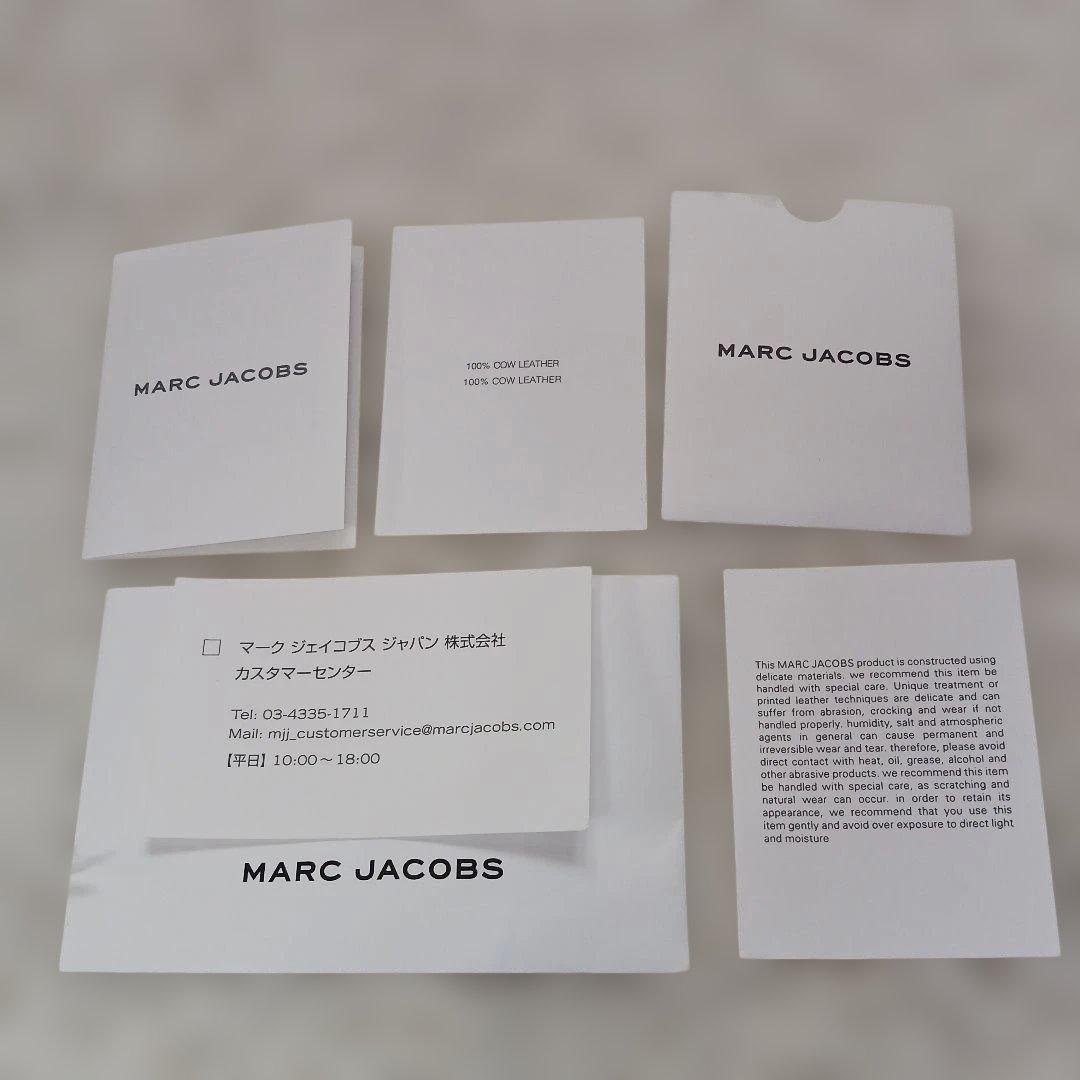 MARC JACOBS
100% COW LEATHER
100% COW LEATHER
MARC JACOBS
マーク ジェイコブス ジャパン 株式会社
カスタマーセンター
Tel: 03-4335-1711
Mail: mjj_customerservice@marcjacobs.com
【平日】10:00～18:00
MARC JACOBS
This MARC JACOBS product is constructed using
delicate materials. we recommend this item be
handled with special care. Unique treatment or
printed leather techniques are delicate and can
suffer from abrasion, crocking and wear if not
handled properly. humidity, salt and atmospheric
agents in general can cause permanent and
irreversible wear and tear. therefore, please avoid
direct contact with heat, oil, grease, alcohol and
other abrasive products. we recommend this item
be handled with special care, as scratching and
natural wear can occur. in order to retain its
appearance, we recommend that you use this
item gently and avoid over exposure to direct light
and moisture